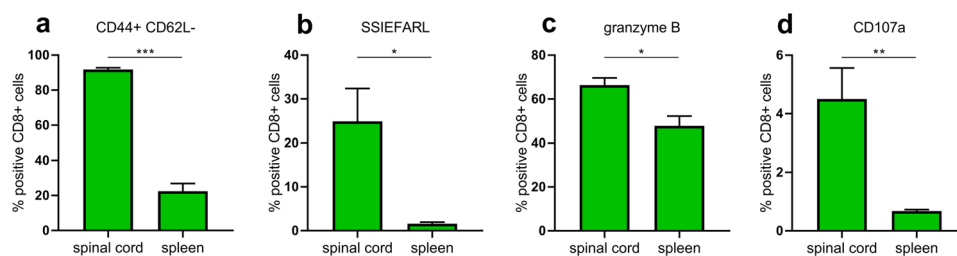 a
CD44+ CD62L-
% positive CD8+ cells
100
80
60
40
20
0
***
spinal cord spleen
b
SSIEFARL
% positive CD8+ cells
40
30
20
10
0
*
spinal cord spleen
c
granzyme B
% positive CD8+ cells
80
60
40
20
0
*
spinal cord spleen
d
CD107a
% positive CD8+ cells
6
4
2
0
**
spinal cord spleen